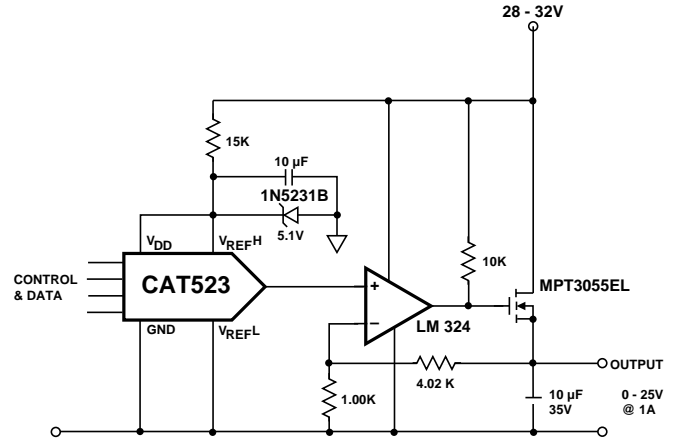 28 - 32V
15K
10 µF
1N5231B
5.1V
VDD
VREFH
CONTROL
& DATA
CAT523
GND
VREFL
+
–
LM 324
10K
MPT3055EL
4.02 K
1.00K
OUTPUT
10 µF
35V
0 - 25V
@ 1A